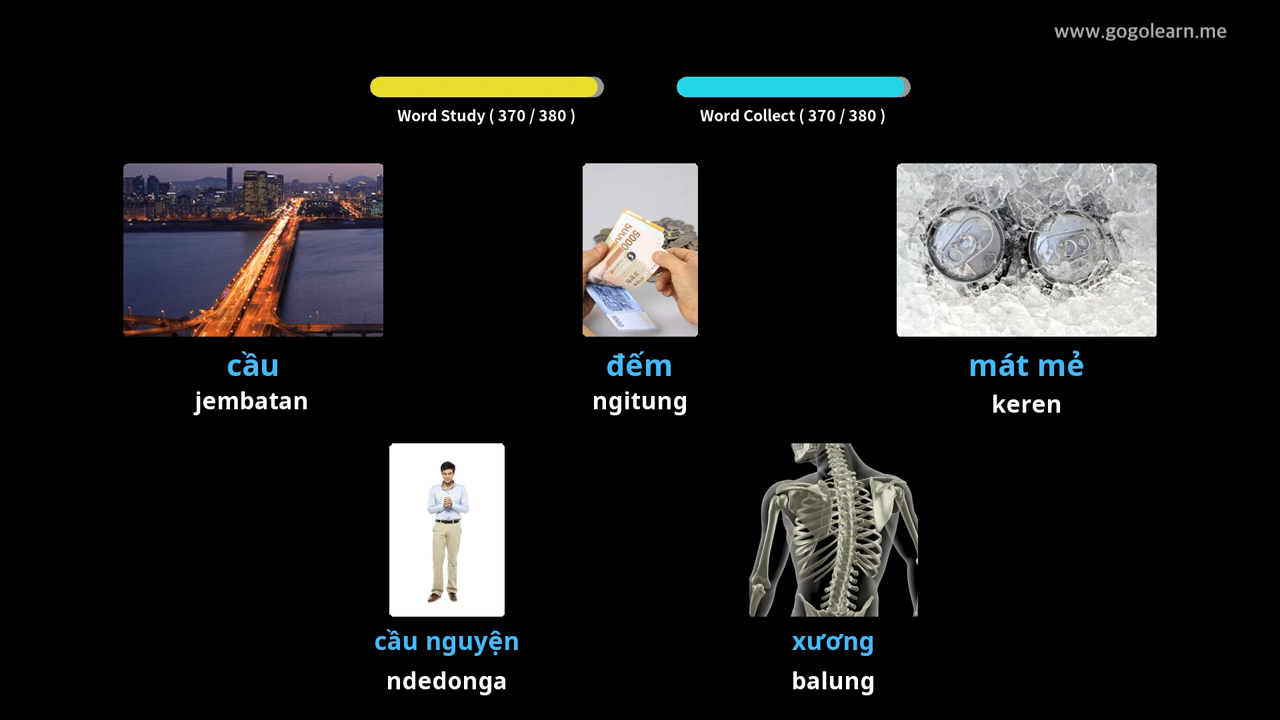 www.gogolearn.me
Word Study ( 370 / 380 )
Word Collect ( 370 / 380 )
5000
cầu
jembatan
đếm
ngitung
mát mẻ
keren
cầu nguyện
ndedonga
xương
balung